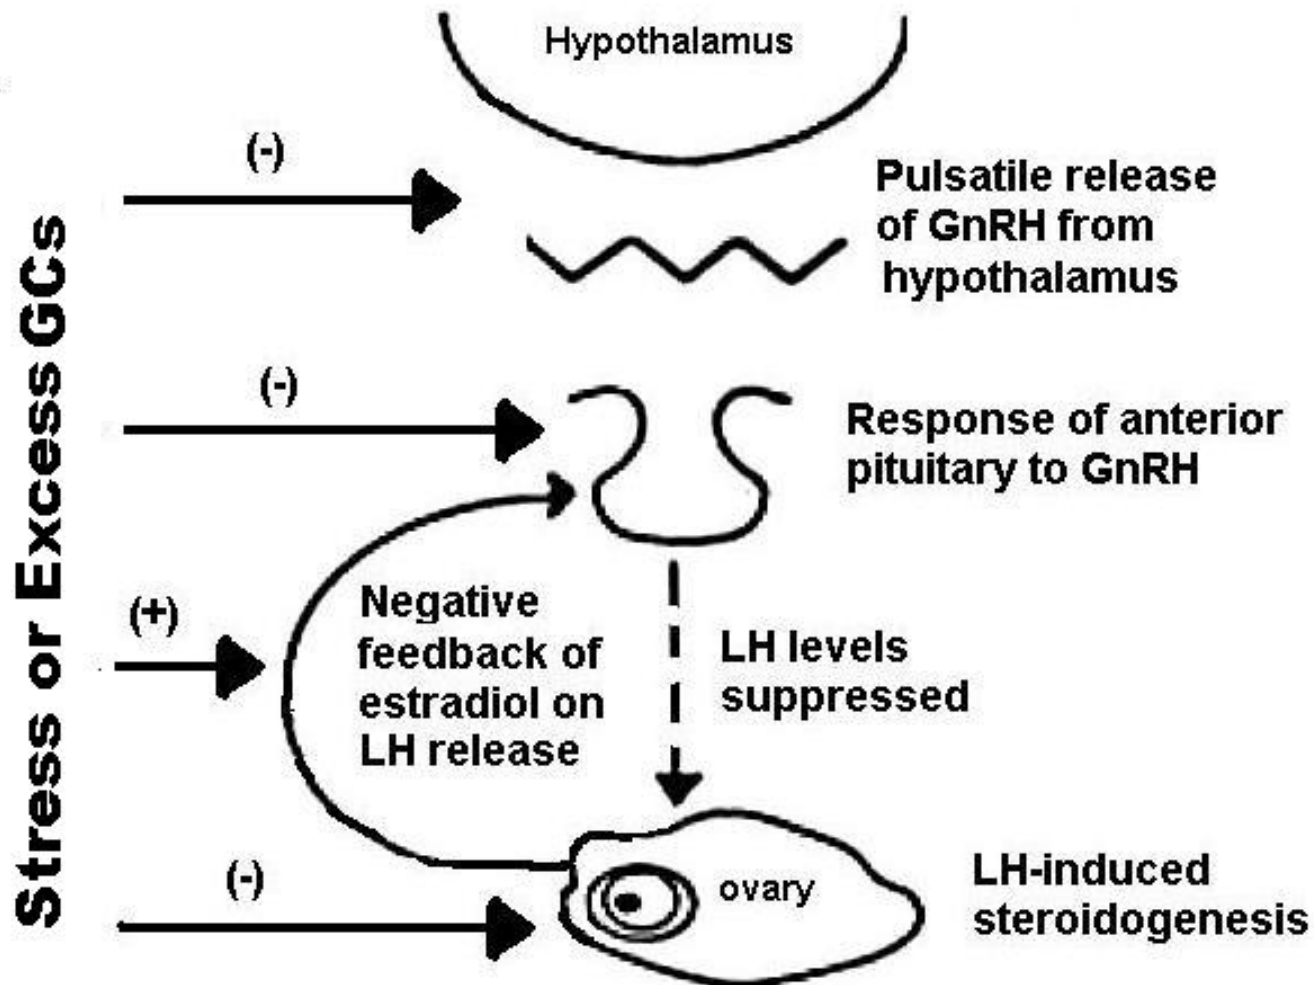 Hypothalamus
(-)
Pulsatile release
of GnRH from
hypothalamus
Stress or Excess GCs
(-)
Response of anterior
pituitary to GnRH
(+)
Negative
feedback of
estradiol on
LH release
LH levels
suppressed
(-)
ovary
LH-induced
steroidogenesis